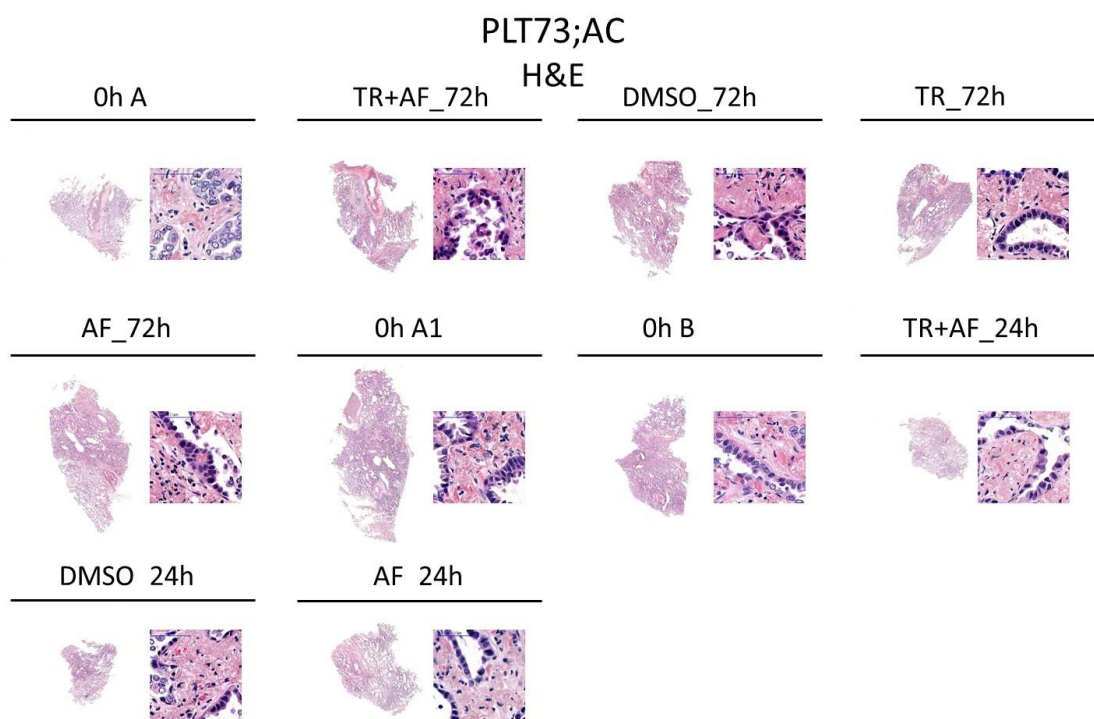 PLT73;AC
H&E
0h A
TR+AF_72h
DMSO_72h
TR_72h
AF_72h
0h A1
0h B
TR+AF_24h
DMSO 24h
AF 24h